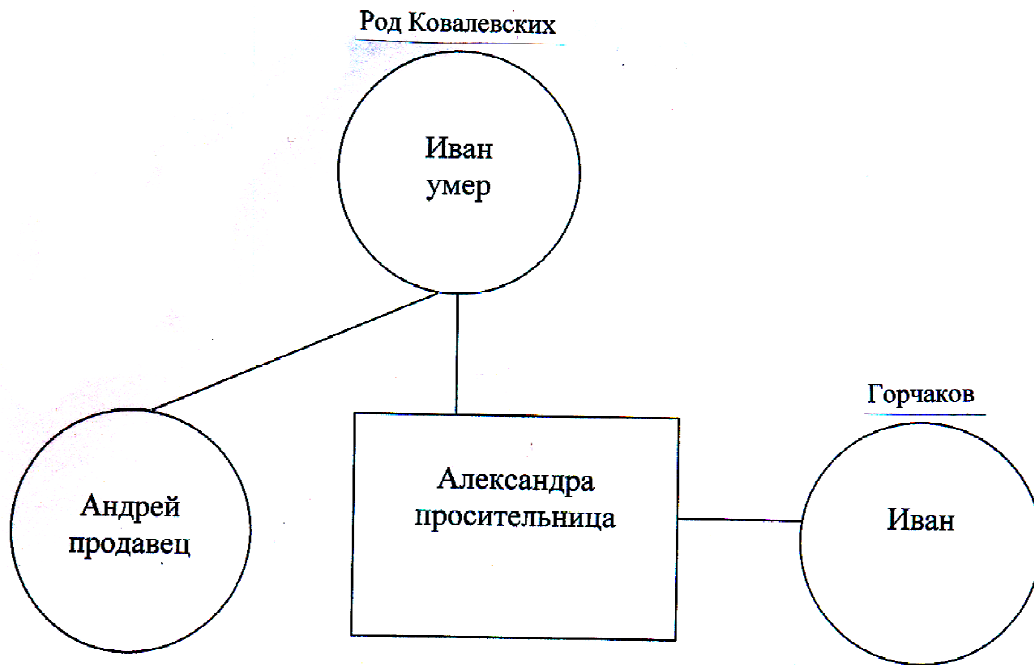 Род Ковалевских
Иван
умер
Горчаков
Андрей
продавец
Александра
просительница
Иван